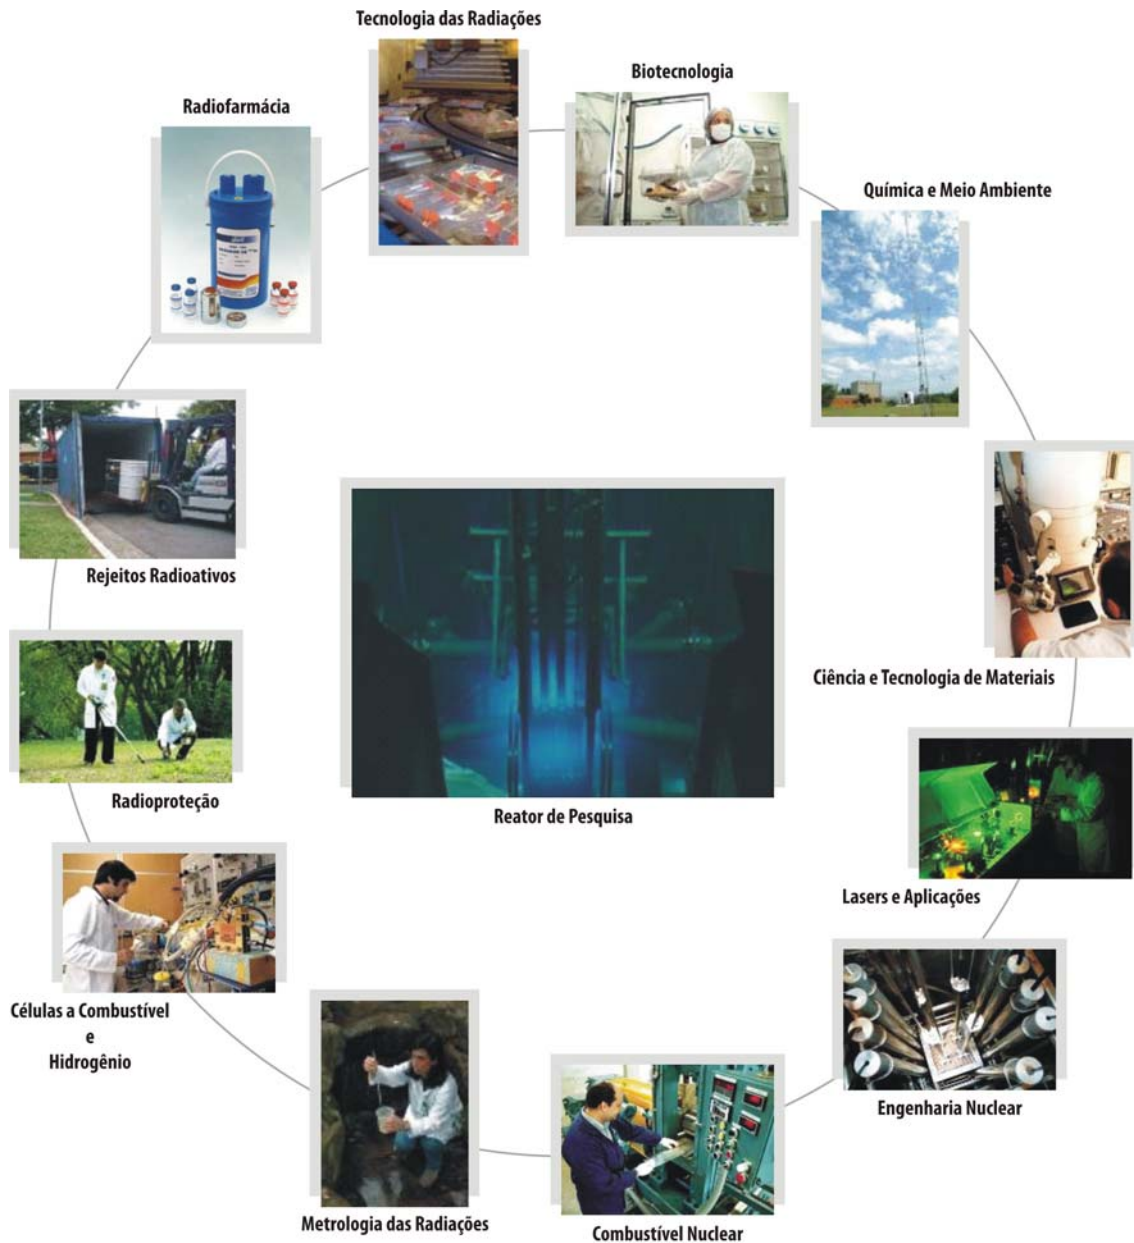 Tecnologia das Radiações
Biotecnologia
Radiofarmácia
Química e Meio Ambiente
Rejeitos Radioativos
Ciência e Tecnologia de Materiais
Radioproteção
Reator de Pesquisa
Lasers e Aplicações
Células a Combustível
e
Hidrogênio
Engenharia Nuclear
Metrologia das Radiações
Combustível Nuclear